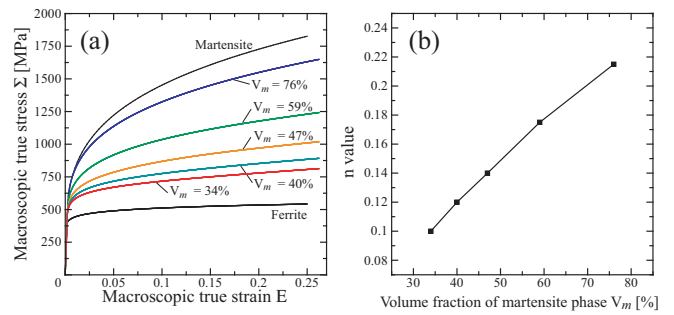 (a)
Macroscopic true stress Σ [MPa]
2000
1750
1500
1250
1000
750
500
250
0
0.05
0.1
0.15
0.2
0.25
Macroscopic true strain E
Martensite
V_m = 76%
V_m = 59%
V_m = 47%
V_m = 40%
V_m = 34%
Ferrite
(b)
n value
0.24
0.22
0.2
0.18
0.16
0.14
0.12
0.1
0.08
30
40
50
60
70
80
Volume fraction of martensite phase V_m [%]